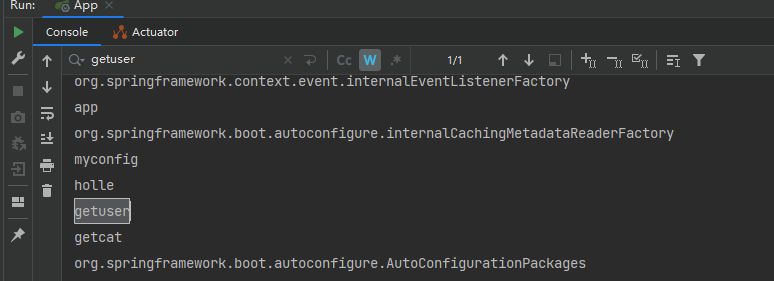 Run: App
Console Actuator
getuser Cc W .* 1/1
org.springframework.context.event.internalEventListenerFactory
app
org.springframework.boot.autoconfigure.internalCachingMetadataReaderFactory
myconfig
holle
getuser
getcat
org.springframework.boot.autoconfigure.AutoConfigurationPackages